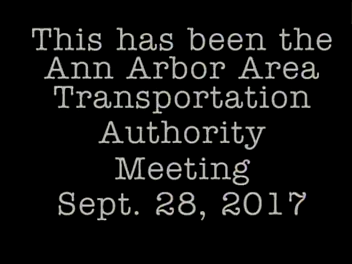 This has been the
Ann Arbor Area
Transportation
Authority
Meeting
Sept. 28, 2017